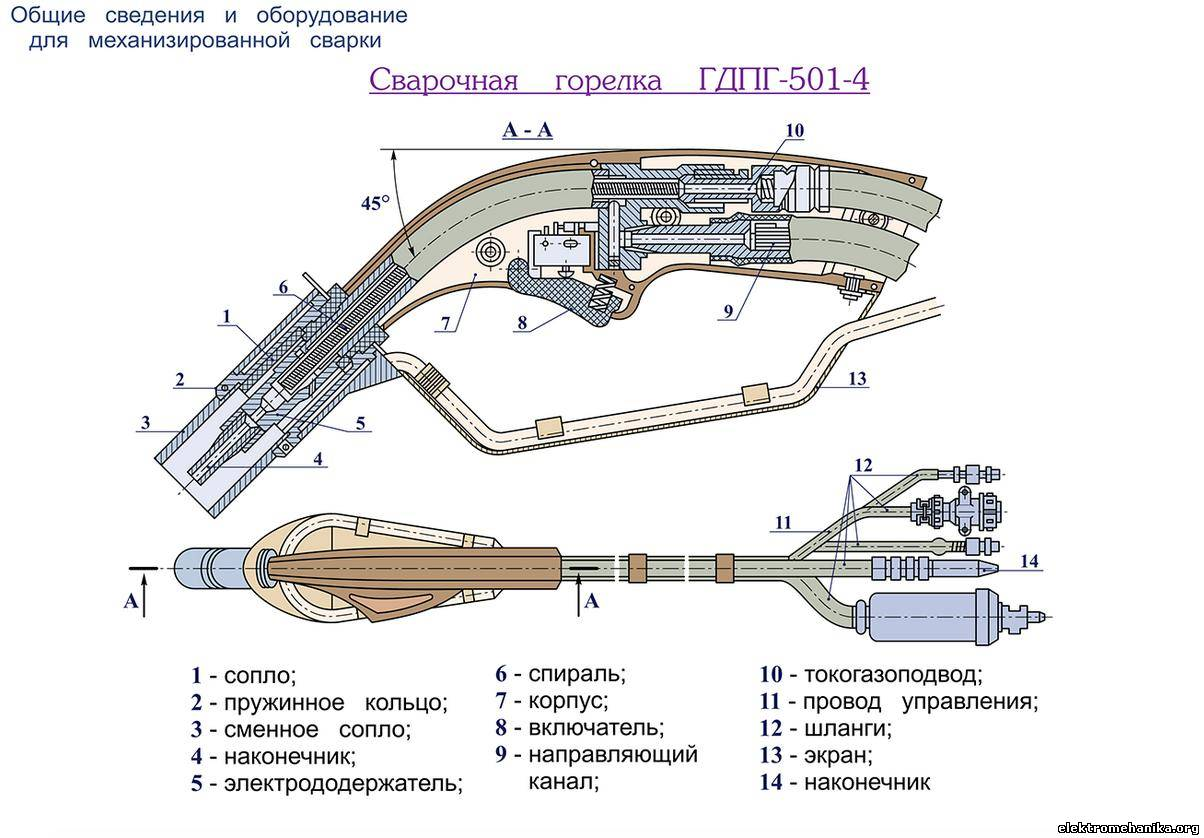 Общие сведения и оборудование
для механизированной сварки
Сварочная горелка ГДПГ-501-4
А - А
10
45°
6
1
7
8
9
2
13
3
5
4
12
11
14
А
А
1 - сопло;
2 - пружинное кольцо;
3 - сменное сопло;
4 - наконечник;
5 - электрододержатель;
6 - спираль;
7 - корпус;
8 - включатель;
9 - направляющий
канал;
10 - токогазоподвод;
11 - провод управления;
12 - шланги;
13 - экран;
14 - наконечник
elektromehanika.org